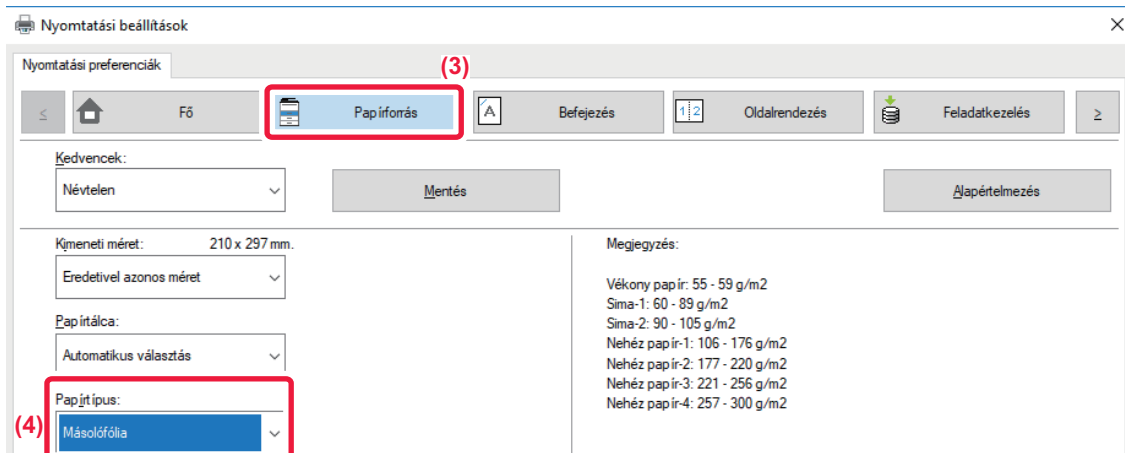 Nyomtatási beállítások
Nyomtatási preferenciák
(3)
< Fő Papírforrás A Befejezés 1 2 Oldalrendezés Feladatkezelés >
Kedvencek:
Névtelen Mentés Alapértelmezés
Kimeneti méret: 210 x 297 mm. Megjegyzés:
Eredetivel azonos méret
Vékony papír: 55 - 59 g/m2
Sima-1: 60 - 89 g/m2
Papírtálca: Sima-2: 90 - 105 g/m2
Automatikus választás Nehéz papír-1: 106 - 176 g/m2
Nehéz papír-2: 177 - 220 g/m2
Nehéz papír-3: 221 - 256 g/m2
Papírtípus: Nehéz papír-4: 257 - 300 g/m2
(4) Másolófólia